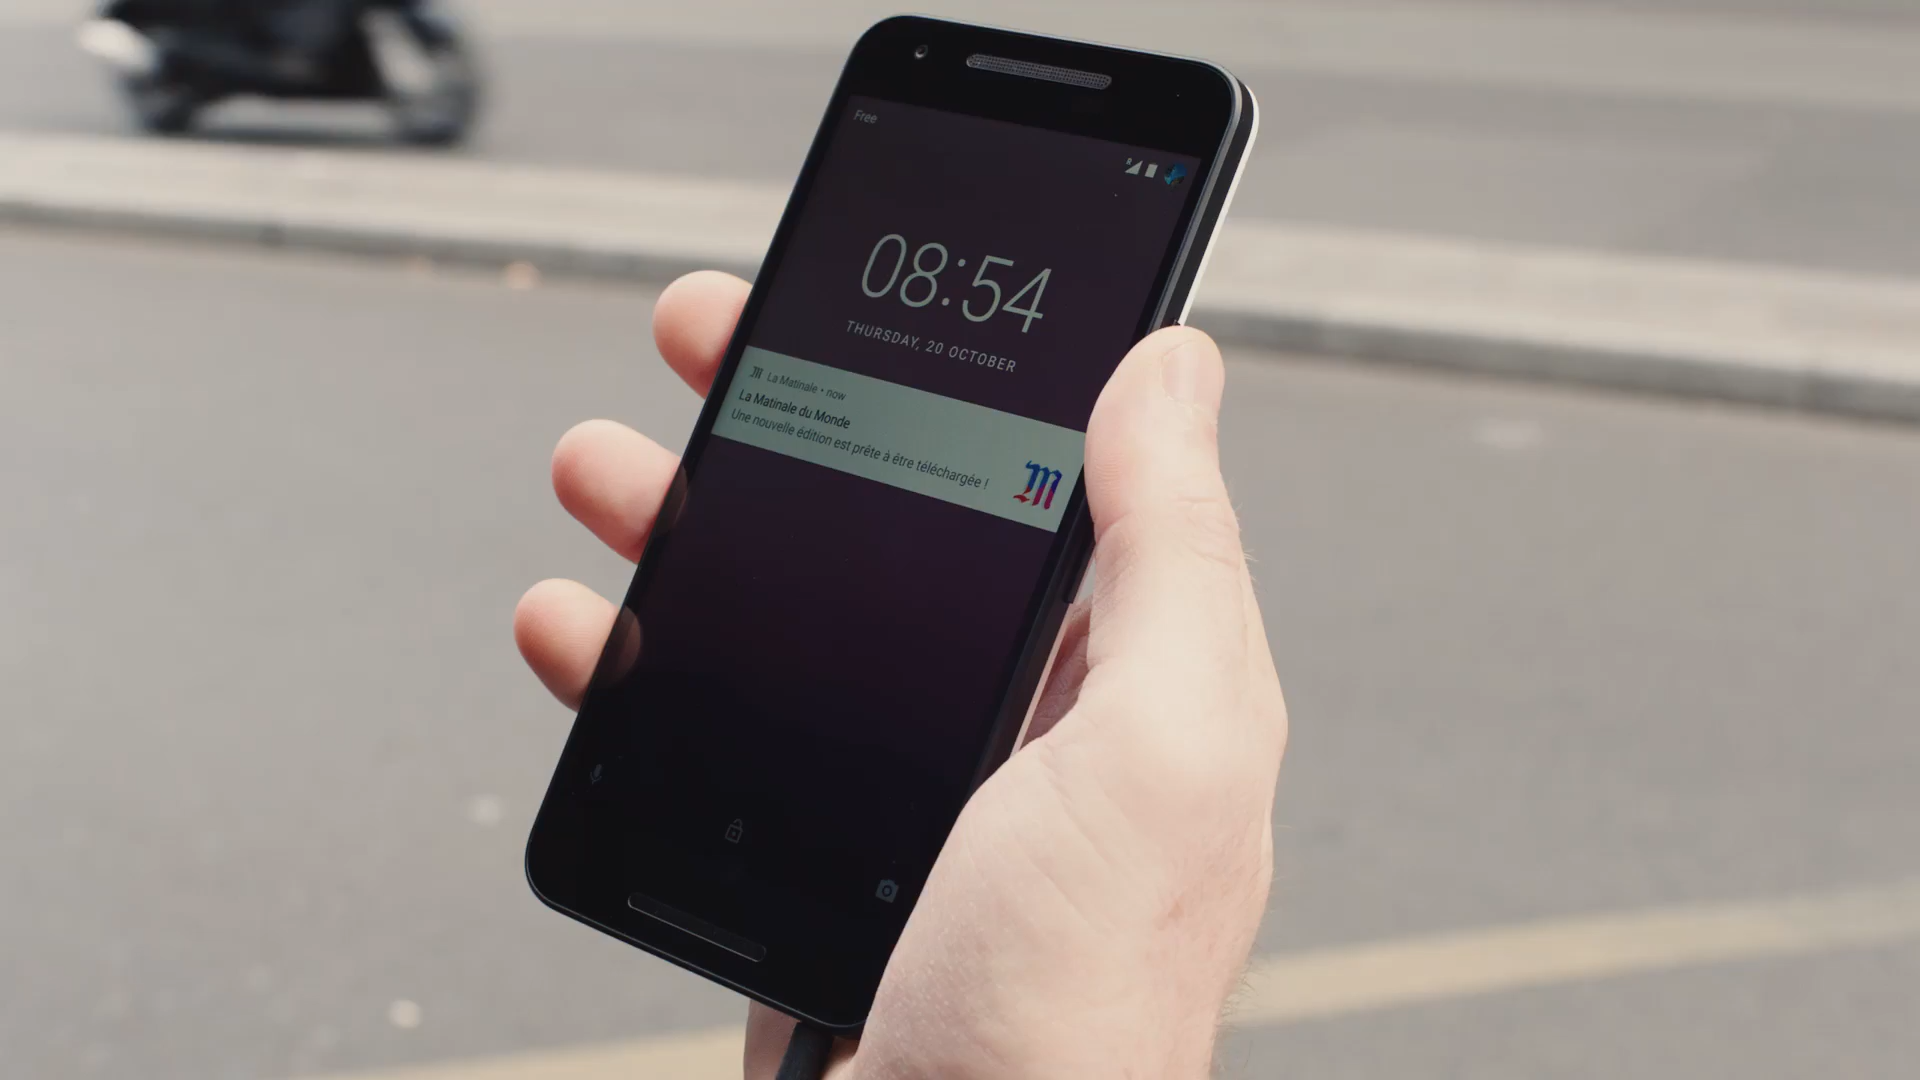 Free
08:54
THURSDAY, 20 OCTOBER
La Matinale • now
La Matinale du Monde
Une nouvelle édition est prête à être téléchargée !